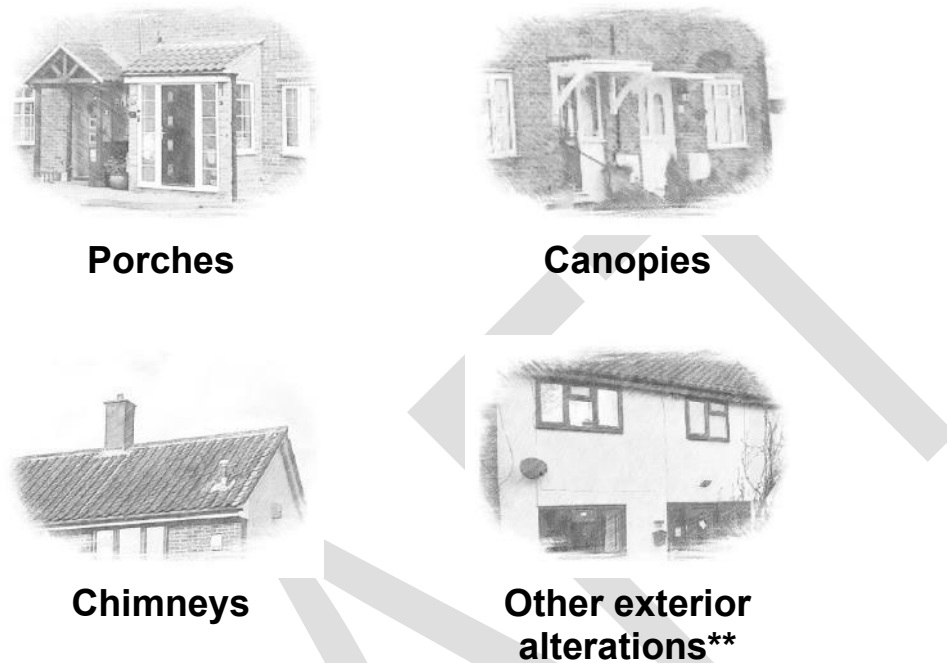 Porches
Canopies
Chimneys
Other exterior
alterations**